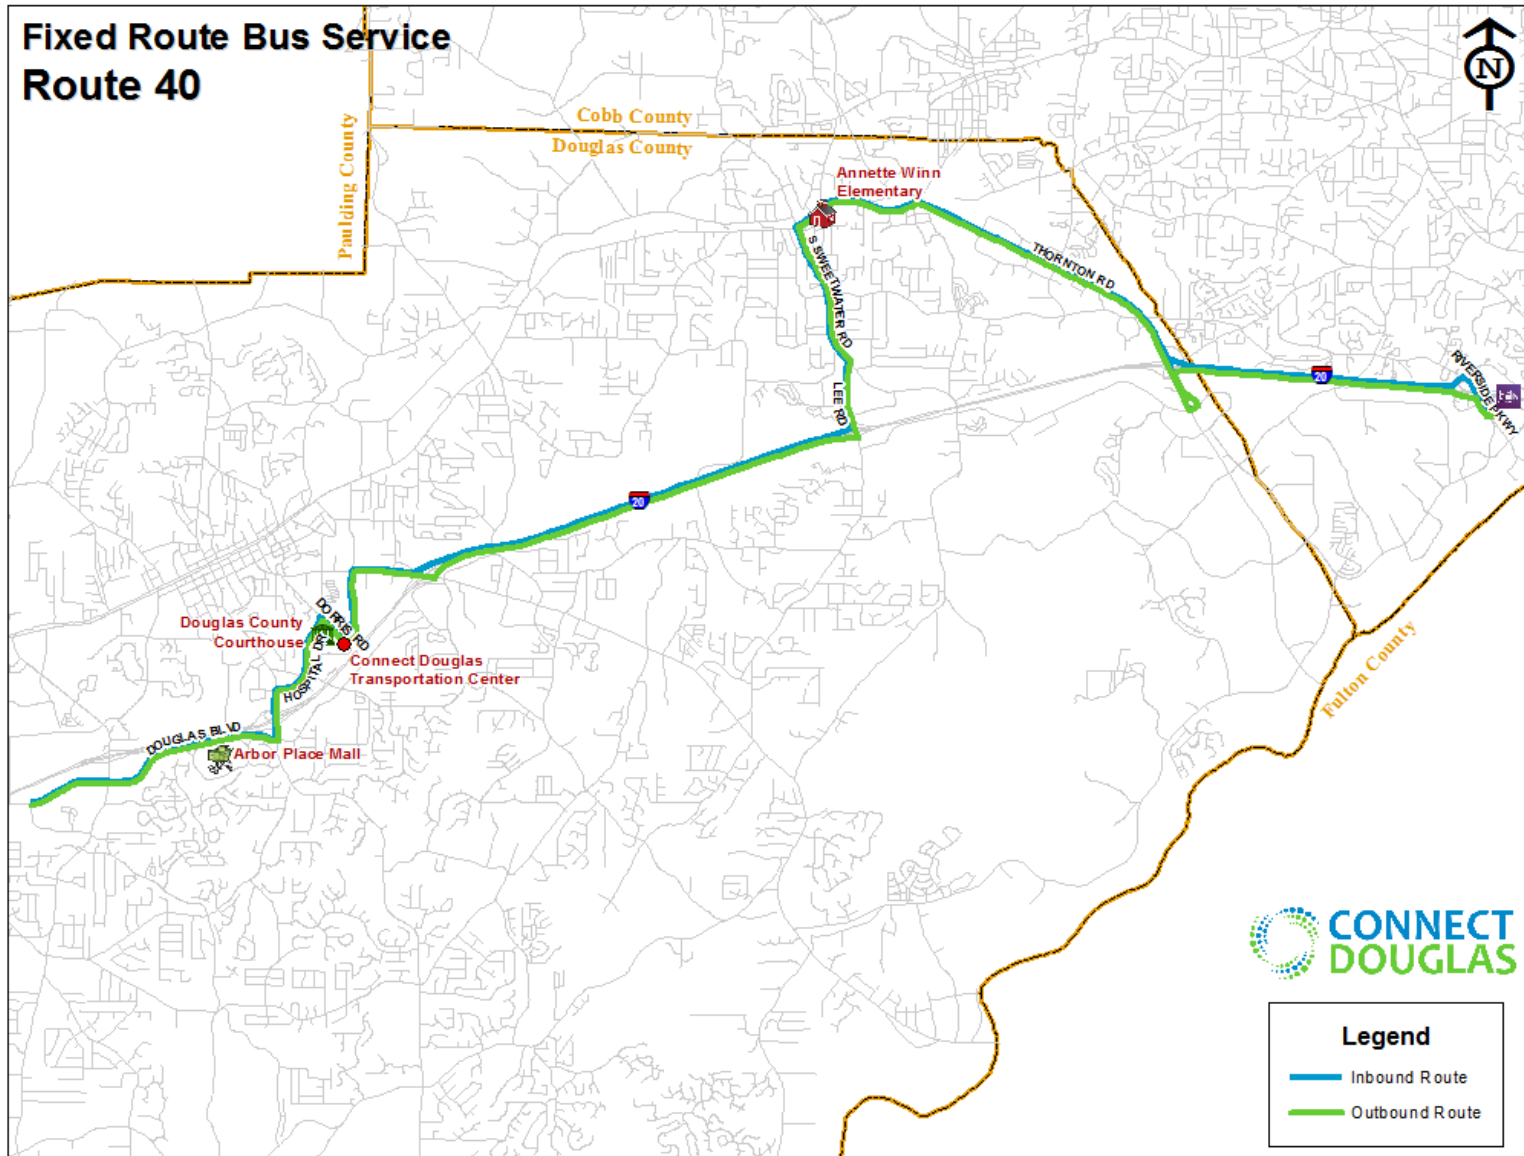 Fixed Route Bus Service
Route 40
N
Cobb County
Douglas County
Paulding County
Annette Winn
Elementary
THORNTON RD
S SWEETWATER RD
LEE RD
20
RIVERSIDE PKWY
20
DORRIS RD
Douglas County
Courthouse
HOSPITAL DR
Connect Douglas
Transportation Center
DOUGLAS BLVD
Arbor Place Mall
Fulton County
CONNECT
DOUGLAS
Legend
Inbound Route
Outbound Route